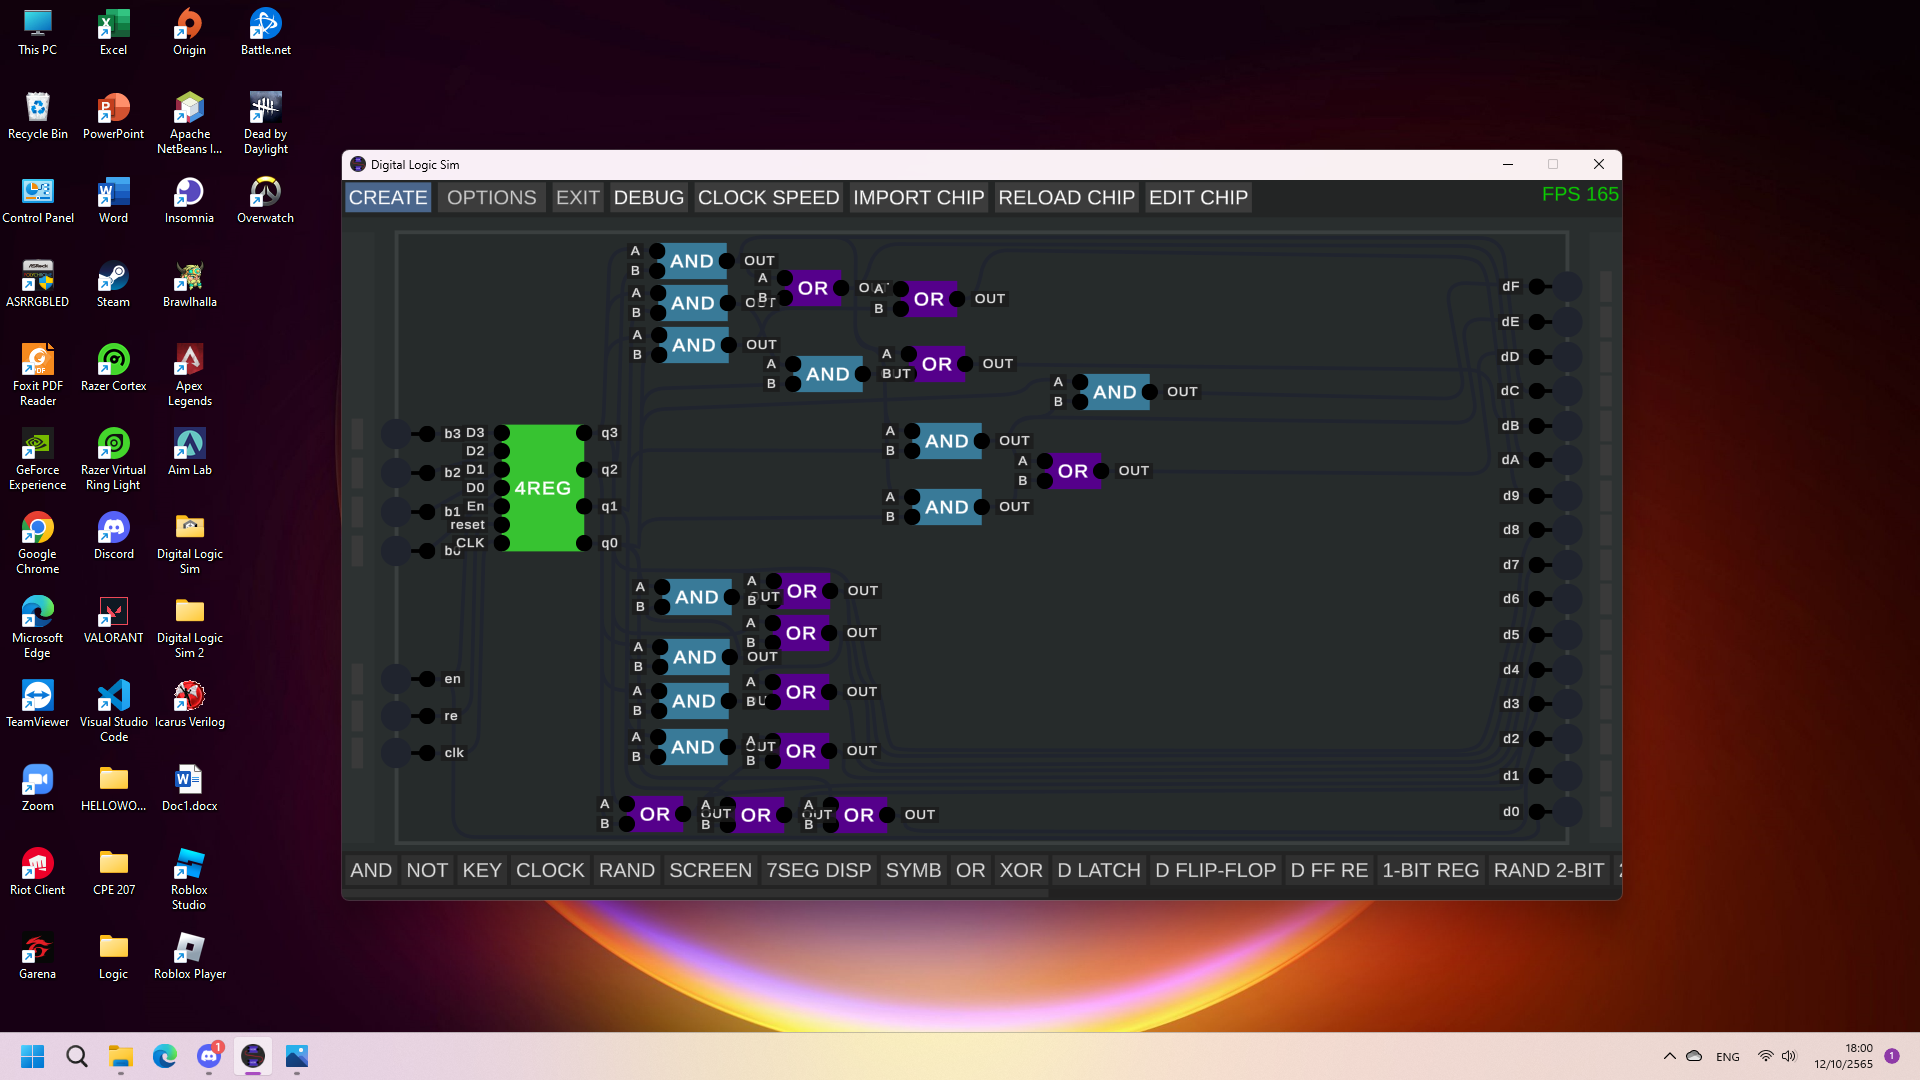 This PC
Excel
Origin
Battle.net
Recycle Bin
PowerPoint
Apache
NetBeans I...
Dead by
Daylight
Control Panel
Word
Insomnia
Overwatch
ASRRGBLED
Steam
Brawlhalla
Foxit PDF
Reader
Razer Cortex
Apex
Legends
GeForce
Experience
Razer Virtual
Ring Light
Aim Lab
Google
Chrome
Discord
Digital Logic
Sim
Microsoft
Edge
VALORANT
Digital Logic
Sim 2
TeamViewer
Visual Studio
Code
Icarus Verilog
Zoom
HELLOWO...
Doc1.docx
Riot Client
CPE 207
Roblox
Studio
Garena
Logic
Roblox Player
Digital Logic Sim
CREATE OPTIONS EXIT DEBUG CLOCK SPEED IMPORT CHIP RELOAD CHIP EDIT CHIP
FPS 165
A
B
AND
OUT
A
B
AND
A
B
AND
OUT
A
B
OR
A
B
OR
OUT
A
B
AND
A
B
OR
OUT
A
B
AND
OUT
A
B
AND
OUT
A
B
OR
OUT
A
B
AND
OUT
b3
b2
b1
D3
D2
D1
D0
En
reset
CLK
4REG
q3
q2
q1
q0
en
re
clk
A
B
AND
A
B
OR
OUT
A
B
OR
OUT
A
B
AND
OUT
A
B
AND
A
B
OR
OUT
A
B
AND
OUT
A
B
OR
OUT
A
B
OR
OUT
A
B
OR
OUT
A
B
OR
OUT
dF
dE
dD
dC
dB
dA
d9
d8
d7
d6
d5
d4
d3
d2
d1
d0
AND NOT KEY CLOCK RAND SCREEN 7SEG DISP SYMB OR XOR D LATCH D FLIP-FLOP D FF RE 1-BIT REG RAND 2-BIT
1
ENG
18:00
12/10/2565
1